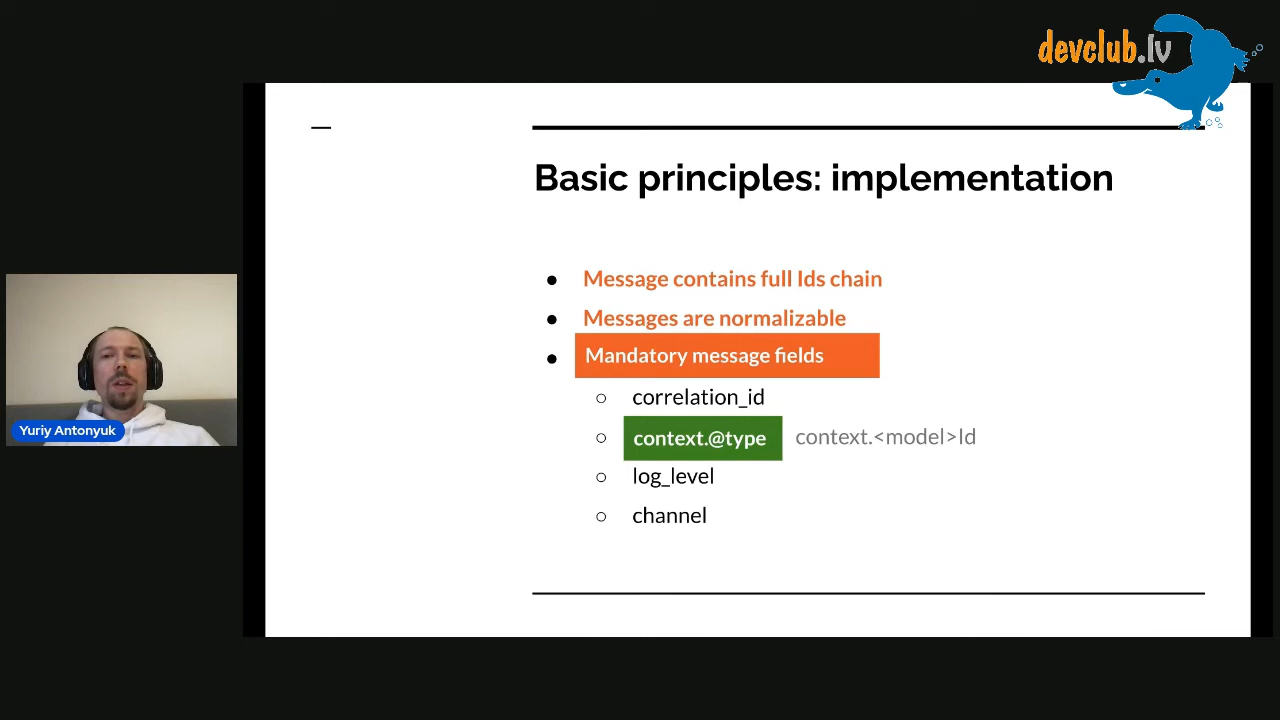 devclub.lv
Basic principles: implementation
Message contains full Ids chain
Messages are normalizable
Mandatory message fields
correlation_id
context.@type context.<model>Id
log_level
channel
Yuriy Antonyuk